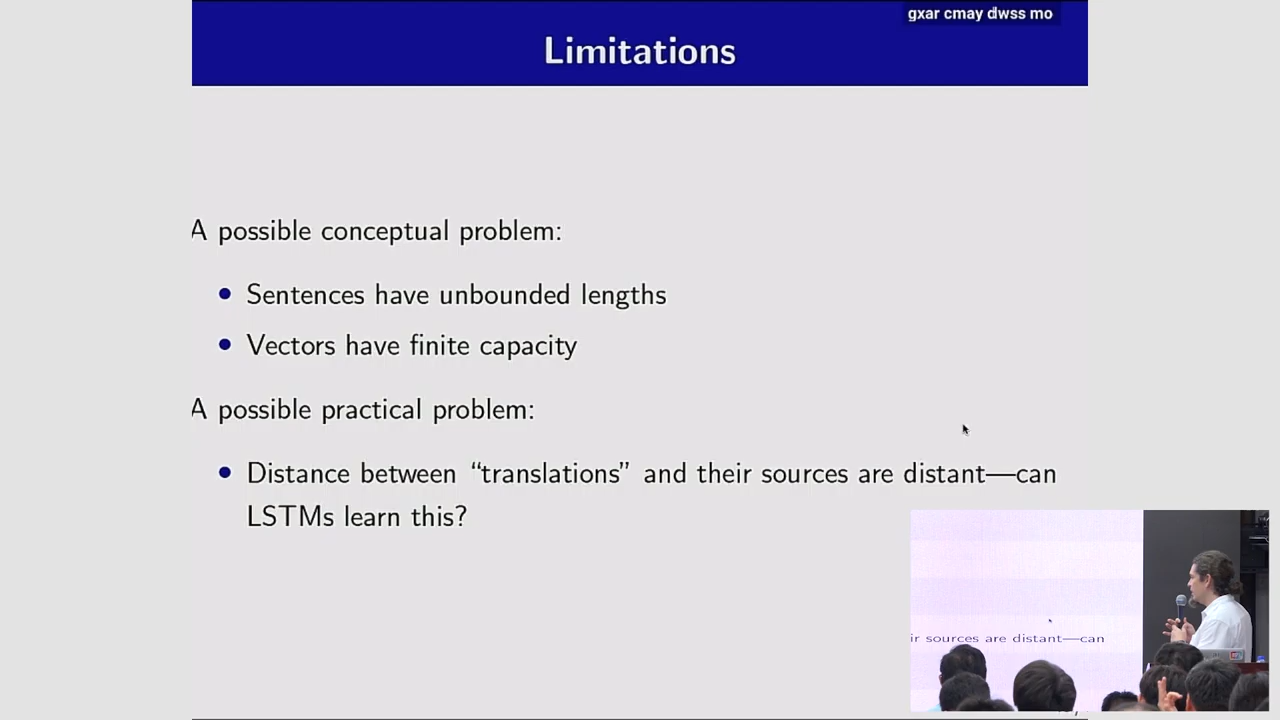 gxar cmay dwss mo
Limitations
A possible conceptual problem:
Sentences have unbounded lengths
Vectors have finite capacity
A possible practical problem:
Distance between “translations” and their sources are distant—can
LSTMs learn this?
ir sources are distant—can